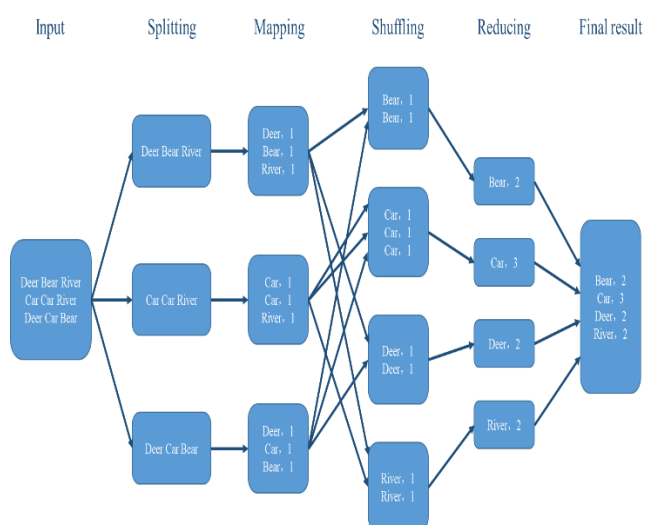 Input
Splitting
Mapping
Shuffling
Reducing
Final result
Deer Bear River
Car Car River
Deer Car Bear
Deer Bear River
Car Car River
Deer Car Bear
Deer，1
Bear，1
River，1
Car，1
Car，1
River，1
Deer，1
Car，1
Bear，1
Bear，1
Bear，1
Car，1
Car，1
Car，1
Deer，1
Deer，1
River，1
River，1
Bear，2
Car，3
Deer，2
River，2
Bear，2
Car，3
Deer，2
River，2